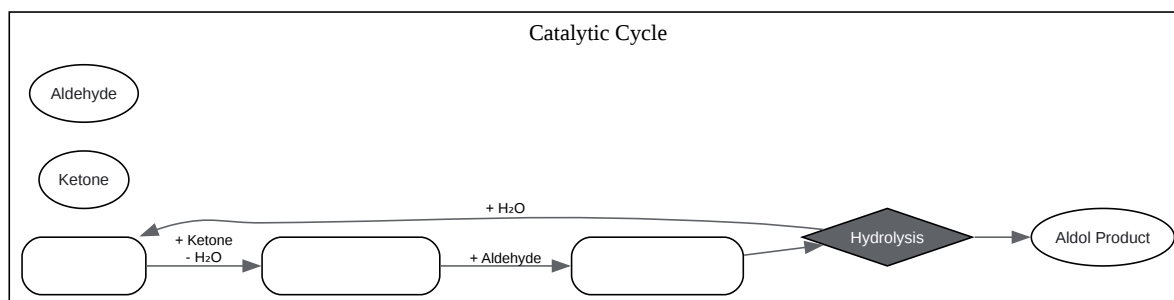 Catalytic Cycle
Aldehyde
Ketone
+ H₂O
+ Ketone
- H₂O
+ Aldehyde
Hydrolysis
Aldol Product